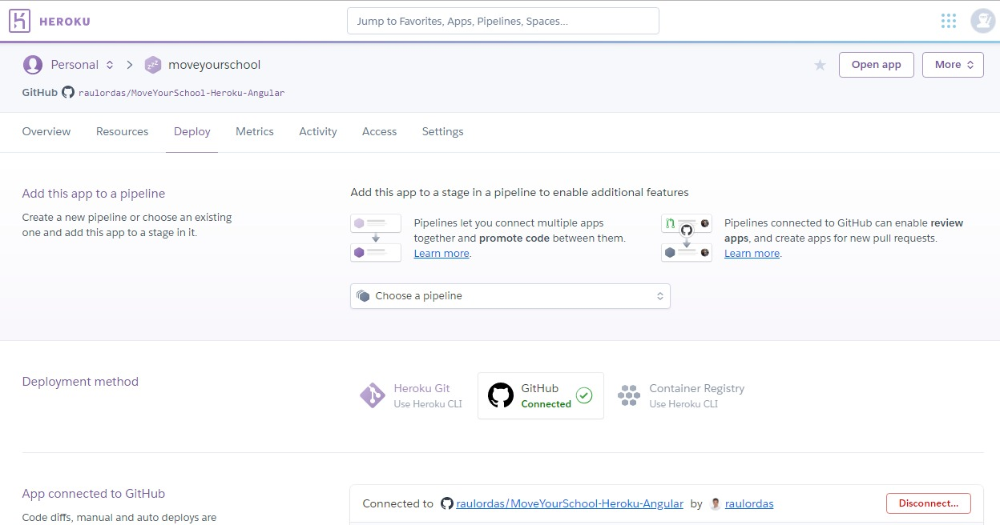 HEROKU
Jump to Favorites, Apps, Pipelines, Spaces...
Personal
moveyourschool
Open app
More
GitHub raulordas/MoveYourSchool-Heroku-Angular
Overview
Resources
Deploy
Metrics
Activity
Access
Settings
Add this app to a pipeline
Create a new pipeline or choose an existing
one and add this app to a stage in it.
Add this app to a stage in a pipeline to enable additional features
Pipelines let you connect multiple apps
together and promote code between them.
Learn more.
Pipelines connected to GitHub can enable review
apps, and create apps for new pull requests.
Learn more.
Choose a pipeline
Deployment method
Heroku Git
Use Heroku CLI
GitHub
Connected
Container Registry
Use Heroku CLI
App connected to GitHub
Code diffs, manual and auto deploys are
Connected to raulordas/MoveYourSchool-Heroku-Angular by raulordas
Disconnect...